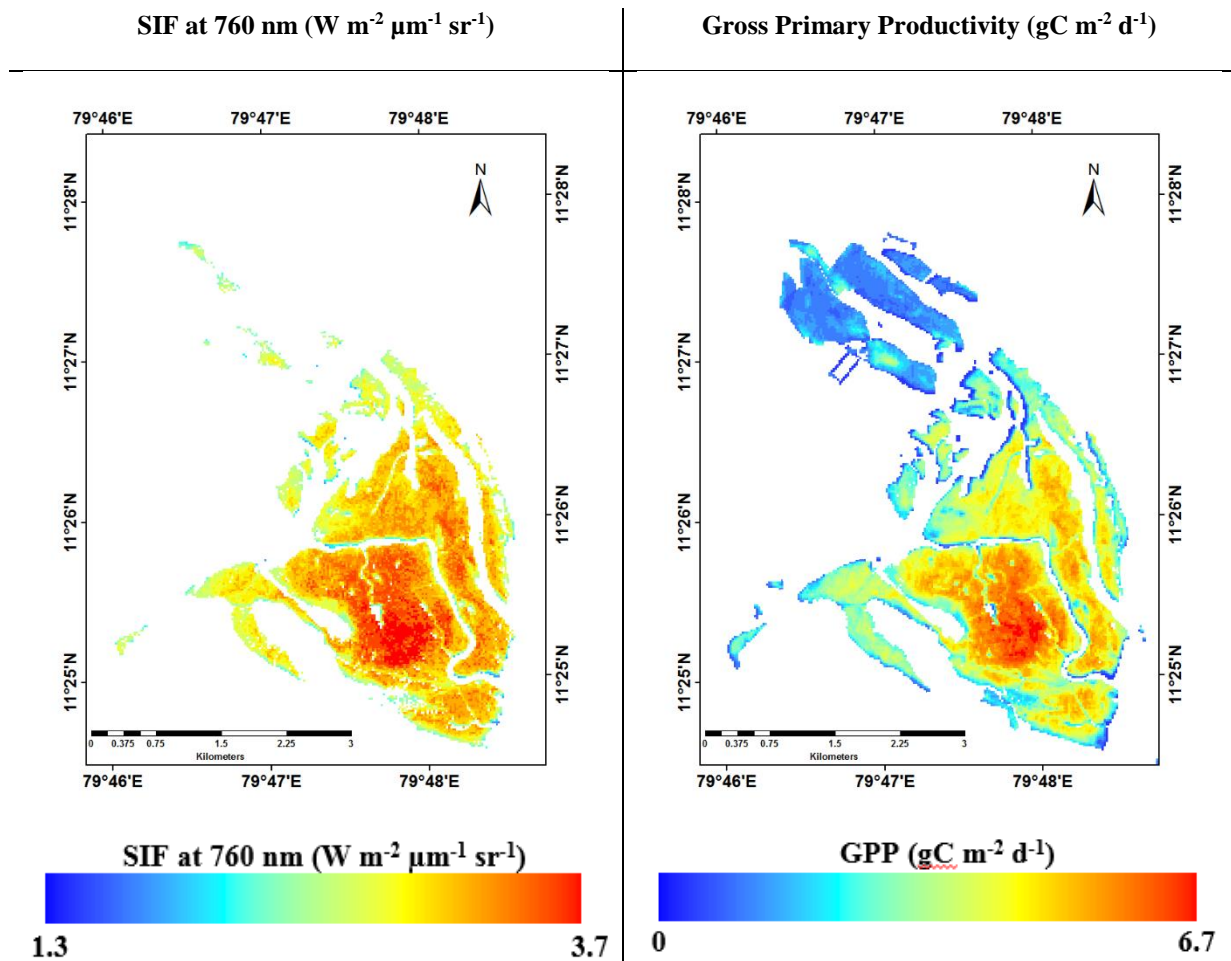 SIF at 760 nm (W m⁻² µm⁻¹ sr⁻¹)
Gross Primary Productivity (gC m⁻² d⁻¹)
79°46'E 79°47'E 79°48'E
N
11°28'N 11°28'N
11°27'N 11°27'N
11°26'N 11°26'N
11°25'N 11°25'N
0 0.375 0.75 1.5 2.25 3
Kilometers
79°46'E 79°47'E 79°48'E
79°46'E 79°47'E 79°48'E
N
11°28'N 11°28'N
11°27'N 11°27'N
11°26'N 11°26'N
11°25'N 11°25'N
0 0.375 0.75 1.5 2.25 3
Kilometers
79°46'E 79°47'E 79°48'E
SIF at 760 nm (W m⁻² µm⁻¹ sr⁻¹)
1.3 3.7
GPP (gC m⁻² d⁻¹)
0 6.7